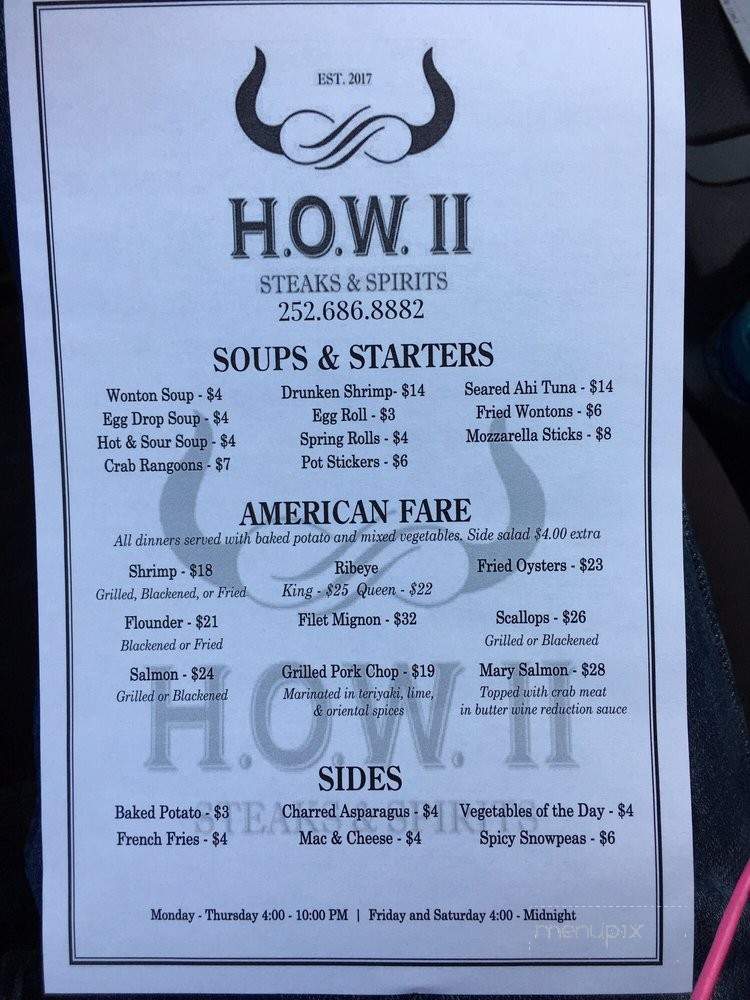 EST. 2017
H.O.W. II
STEAKS & SPIRITS
252.686.8882
SOUPS & STARTERS
Wonton Soup - $4
Egg Drop Soup - $4
Hot & Sour Soup - $4
Crab Rangoons - $7
Drunken Shrimp- $14
Egg Roll - $3
Spring Rolls - $4
Pot Stickers - $6
Seared Ahi Tuna - $14
Fried Wontons - $6
Mozzarella Sticks - $8
AMERICAN FARE
All dinners served with baked potato and mixed vegetables. Side salad $4.00 extra
Shrimp - $18
Grilled, Blackened, or Fried
Flounder - $21
Blackened or Fried
Salmon - $24
Grilled or Blackened
Ribeye
King - $25 Queen - $22
Filet Mignon - $32
Grilled Pork Chop - $19
Marinated in teriyaki, lime,
& oriental spices
Fried Oysters - $23
Scallops - $26
Grilled or Blackened
Mary Salmon - $28
Topped with crab meat
in butter wine reduction sauce
H.O.W. II
STEAKS & SPIRITS
SIDES
Baked Potato - $3
French Fries - $4
Charred Asparagus - $4
Mac & Cheese - $4
Vegetables of the Day - $4
Spicy Snowpeas - $6
Monday - Thursday 4:00 - 10:00 PM | Friday and Saturday 4:00 - Midnight
menupix